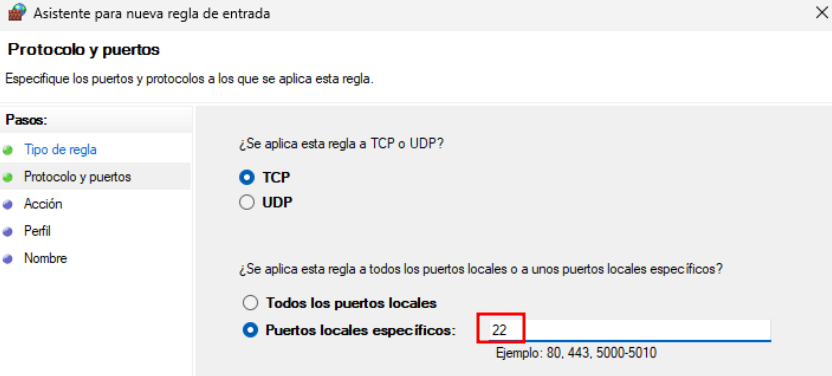 Asistente para nueva regla de entrada
Protocolo y puertos
Especifique los puertos y protocolos a los que se aplica esta regla.
Pasos:
Tipo de regla
Protocolo y puertos
Acción
Perfil
Nombre
¿Se aplica esta regla a TCP o UDP?
TCP
UDP
¿Se aplica esta regla a todos los puertos locales o a unos puertos locales específicos?
Todos los puertos locales
Puertos locales específicos: 22
Ejemplo: 80, 443, 5000-5010